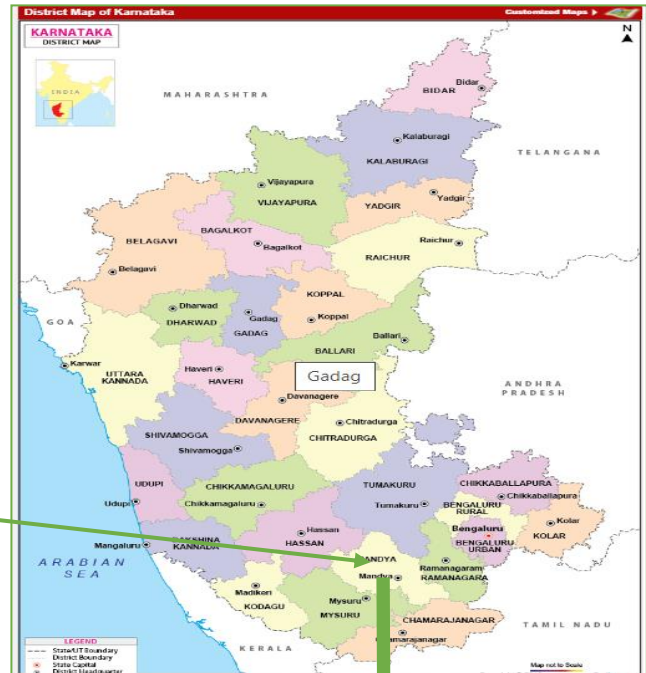 District Map of Karnataka
Customized Maps
KARNATAKA
DISTRICT MAP
N
INDIA
MAHARASHTRA
Bidar
BIDAR
Kalaburagi
KALABURAGI
TELANGANA
Vijayapura
VIJAYAPURA
YADGIR
Yadgir
BAGALKOT
BELAGAVI
Bagalkot
Raichur
RAICHUR
Belagavi
KOPPAL
Dharwad
DHARWAD
Gadag
GADAG
Koppal
GOA
Ballari
BALLARI
Karwar
UTTARA
KANNADA
Haveri
HAVERI
Gadag
ANDHRA
PRADESH
Davanagere
DAVANAGERE
Chitradurga
CHITRADURGA
SHIVAMOGGA
Shivamogga
UDUPI
CHIKKAMAGALURU
TUMAKURU
CHIKKABALLAPURA
Udupi
Chikkamagaluru
Tumakuru
Chikkaballapura
BENGALURU
RURAL
Kolar
KOLAR
Hassan
HASSAN
Bengaluru
BENGALURU
URBAN
Mangaluru
KANNADA
ARABIAN
SEA
Ramanagaram
RAMANAGARA
Mandya
Madikeri
KODAGU
Mysuru
MYSURU
CHAMARAJANAGAR
TAMIL NADU
KERALA
LEGEND
State/UT Boundary
District Boundary
State Capital
District Headquarter
Map not to Scale